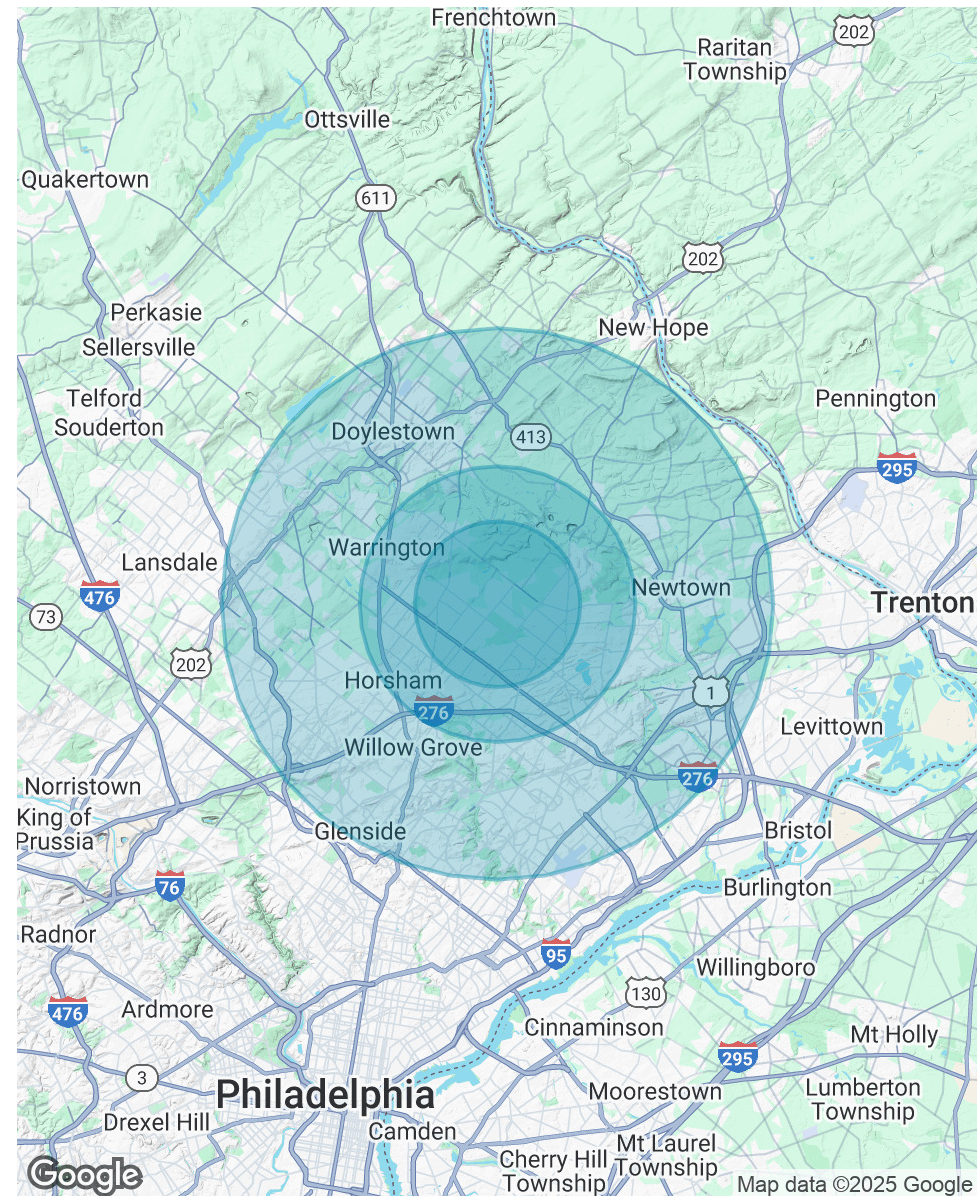 Frenchtown
202
Raritan
Township
Ottsville
Quakertown
611
202
Perkasie
New Hope
Sellersville
Telford
Souderton
Pennington
Doylestown
413
295
Warrington
Lansdale
476
Newtown
Trenton
73
202
Horsham
1
276
Levittown
Willow Grove
276
Norristown
King of
Prussia
Glenside
Bristol
76
Burlington
Radnor
95
Willingboro
130
476
Ardmore
Cinnaminson
Mt Holly
295
3
Philadelphia
Moorestown
Lumberton
Township
Drexel Hill
Camden
Mt Laurel
Township
Cherry Hill
Township
Google
Map data ©2025 Google